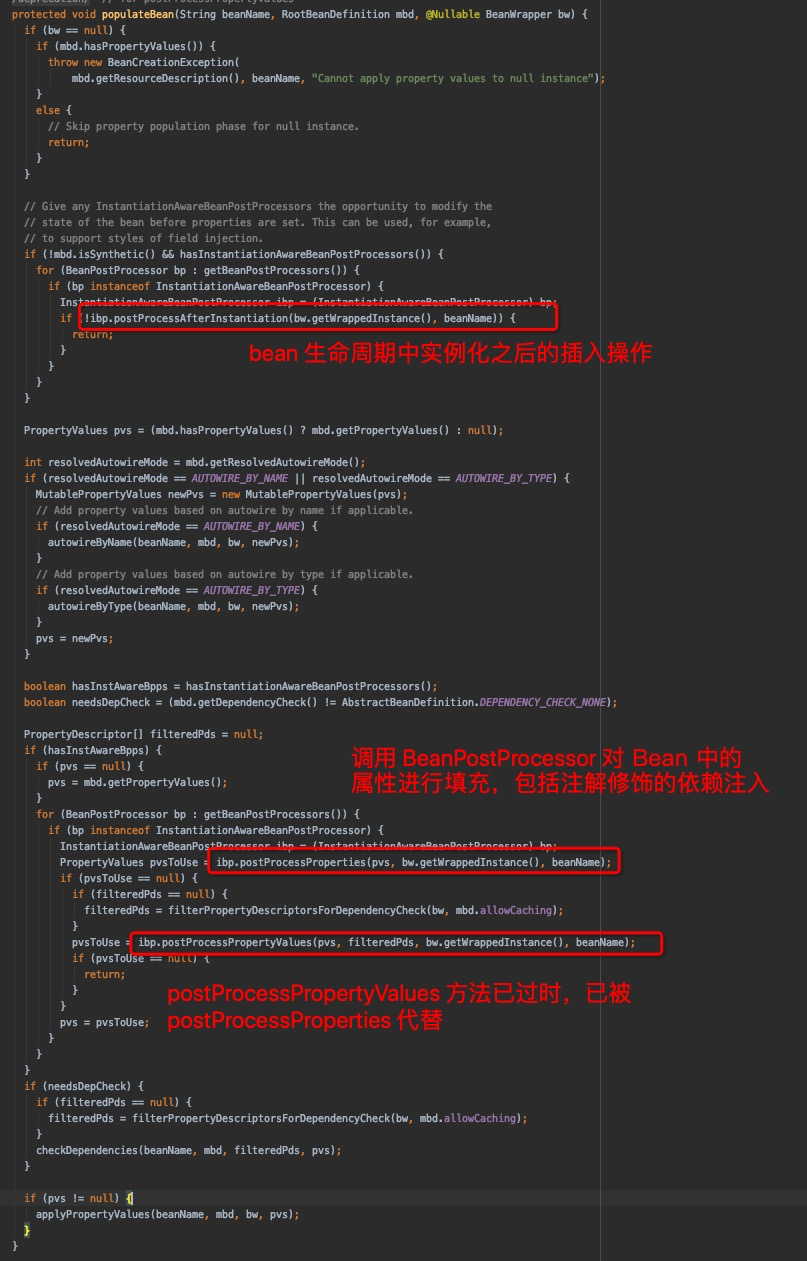 /deprecation/ // for postProcessPropertyValues
protected void populateBean(String beanName, RootBeanDefinition mbd, @Nullable BeanWrapper bw) {
if (bw == null) {
if (mbd.hasPropertyValues()) {
throw new BeanCreationException(
mbd.getResourceDescription(), beanName, "Cannot apply property values to null instance");
}
else {
// Skip property population phase for null instance.
return;
}
}
// Give any InstantiationAwareBeanPostProcessors the opportunity to modify the
// state of the bean before properties are set. This can be used, for example,
// to support styles of field injection.
if (!mbd.isSynthetic() && hasInstantiationAwareBeanPostProcessors()) {
for (BeanPostProcessor bp : getBeanPostProcessors()) {
if (bp instanceof InstantiationAwareBeanPostProcessor) {
InstantiationAwareBeanPostProcessor ibp = (InstantiationAwareBeanPostProcessor) bp;
if (!ibp.postProcessAfterInstantiation(bw.getWrappedInstance(), beanName)) {
return;
bean 生命周期中实例化之后的插入操作
}
}
}
}
PropertyValues pvs = (mbd.hasPropertyValues() ? mbd.getPropertyValues() : null);
int resolvedAutowireMode = mbd.getResolvedAutowireMode();
if (resolvedAutowireMode == AUTOWIRE_BY_NAME || resolvedAutowireMode == AUTOWIRE_BY_TYPE) {
MutablePropertyValues newPvs = new MutablePropertyValues(pvs);
// Add property values based on autowire by name if applicable.
if (resolvedAutowireMode == AUTOWIRE_BY_NAME) {
autowireByName(beanName, mbd, bw, newPvs);
}
// Add property values based on autowire by type if applicable.
if (resolvedAutowireMode == AUTOWIRE_BY_TYPE) {
autowireByType(beanName, mbd, bw, newPvs);
}
pvs = newPvs;
}
boolean hasInstAwareBpps = hasInstantiationAwareBeanPostProcessors();
boolean needsDepCheck = (mbd.getDependencyCheck() != AbstractBeanDefinition.DEPENDENCY_CHECK_NONE);
PropertyDescriptor[] filteredPds = null;
if (hasInstAwareBpps) {
调用 BeanPostProcessor 对 Bean 中的
if (pvs == null) {
pvs = mbd.getPropertyValues();
属性进行填充，包括注解修饰的依赖注入
}
for (BeanPostProcessor bp : getBeanPostProcessors()) {
if (bp instanceof InstantiationAwareBeanPostProcessor) {
InstantiationAwareBeanPostProcessor ibp = (InstantiationAwareBeanPostProcessor) bp;
PropertyValues pvsToUse = ibp.postProcessProperties(pvs, bw.getWrappedInstance(), beanName);
if (pvsToUse == null) {
if (filteredPds == null) {
filteredPds = filterPropertyDescriptorsForDependencyCheck(bw, mbd.allowCaching);
}
pvsToUse = ibp.postProcessPropertyValues(pvs, filteredPds, bw.getWrappedInstance(), beanName);
if (pvsToUse == null) {
return;
}
postProcessPropertyValues 方法已过时，已被
}
pvs = pvsToUse;
postProcessProperties 代替
}
}
}
if (needsDepCheck) {
if (filteredPds == null) {
filteredPds = filterPropertyDescriptorsForDependencyCheck(bw, mbd.allowCaching);
}
checkDependencies(beanName, mbd, filteredPds, pvs);
}
if (pvs != null) {
applyPropertyValues(beanName, mbd, bw, pvs);
}
}